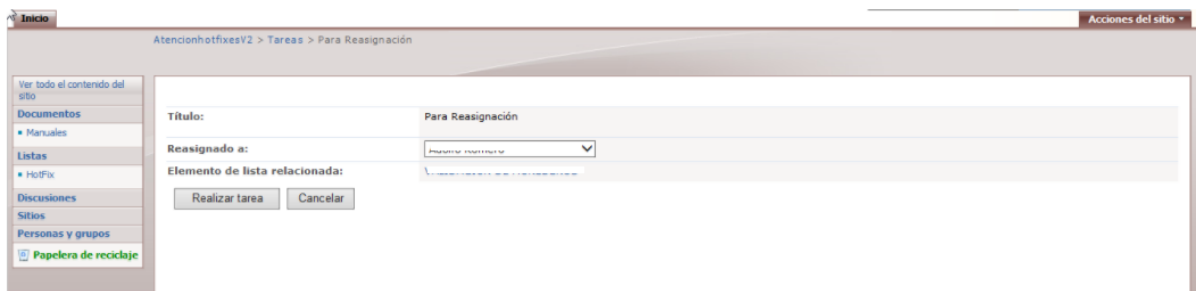 Inicio
Acciones del sitio
AtencionhotfixesV2 > Tareas > Para Reasignación
Ver todo el contenido del
sitio
Documentos
Manuales
Listas
HotFix
Discusiones
Sitios
Personas y grupos
Papelera de reciclaje
Título: Para Reasignación
Reasignado a:
Elemento de lista relacionada:
Realizar tarea Cancelar